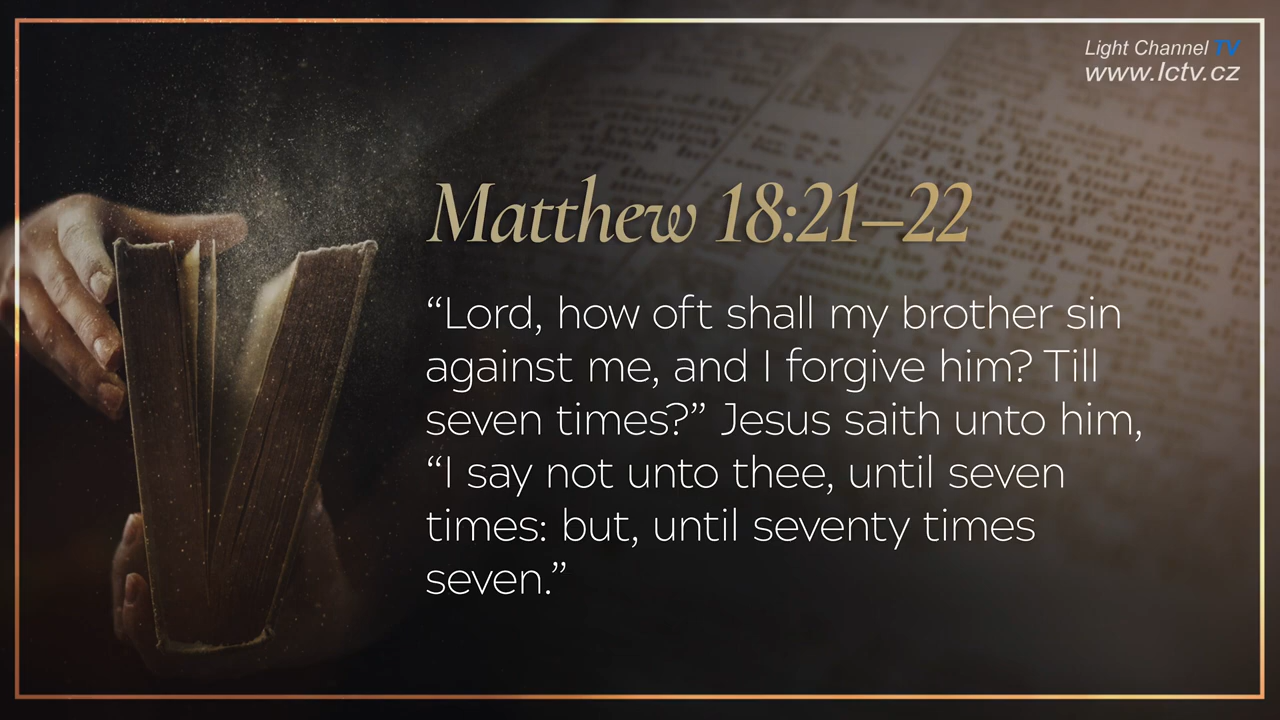 Light Channel TV
www.lctv.cz
Matthew 18:21–22
“Lord, how oft shall my brother sin
against me, and I forgive him? Till
seven times?” Jesus saith unto him,
“I say not unto thee, until seven
times: but, until seventy times
seven.”